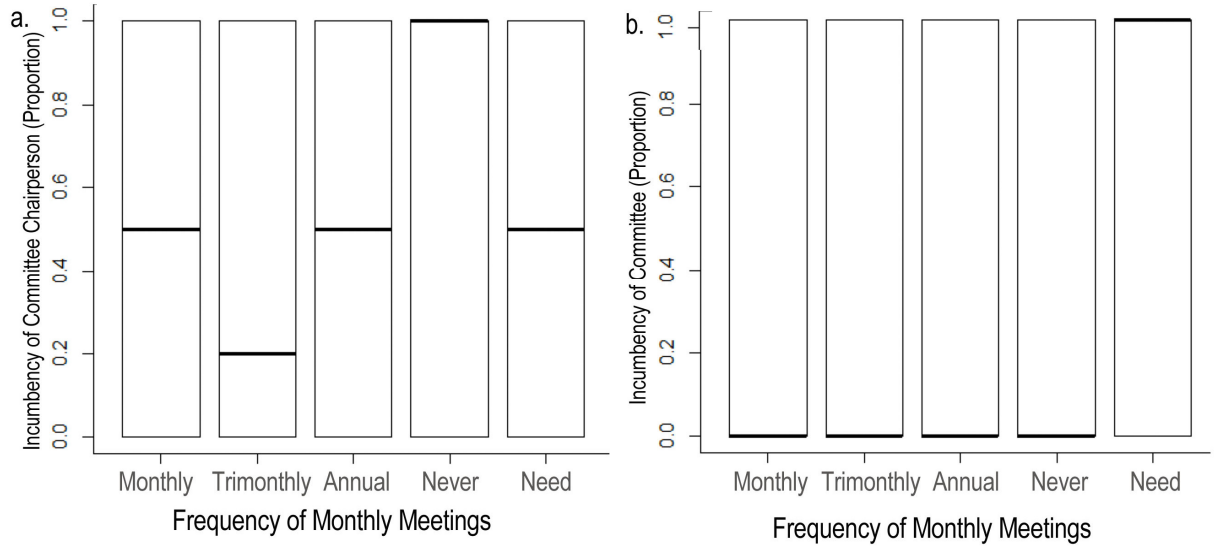 a.
Incumbency of Committee Chairperson (Proportion)
1.0
0.8
0.6
0.4
0.2
0.0
Monthly Trimonthly Annual Never Need
Frequency of Monthly Meetings
b.
Incumbency of Committee (Proportion)
1.0
0.8
0.6
0.4
0.2
0.0
Monthly Trimonthly Annual Never Need
Frequency of Monthly Meetings